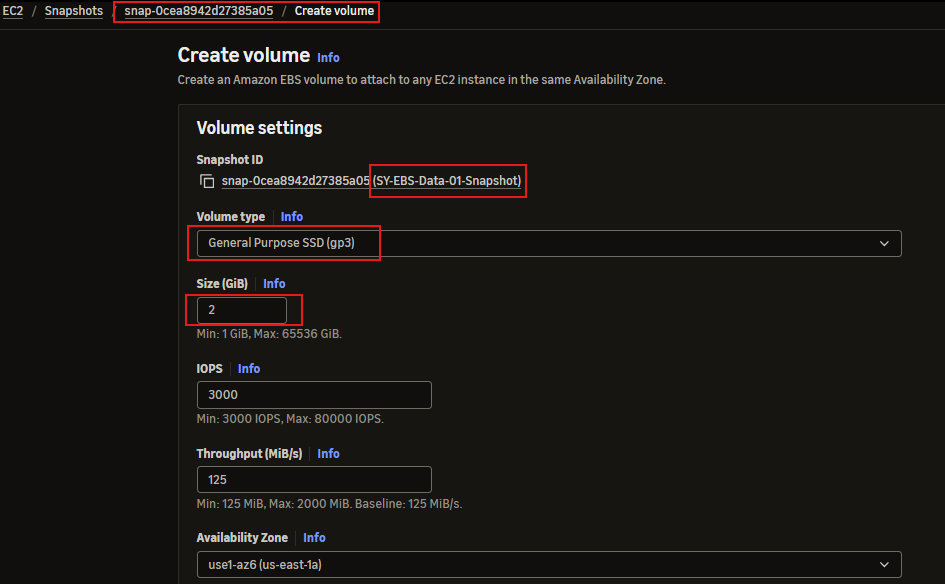 EC2 / Snapshots / snap-0cea8942d27385a05 / Create volume
Create volume Info
Create an Amazon EBS volume to attach to any EC2 instance in the same Availability Zone.
Volume settings
Snapshot ID
snap-0cea8942d27385a05 (SY-EBS-Data-01-Snapshot)
Volume type | Info
General Purpose SSD (gp3)
Size (GiB) | Info
2
Min: 1 GiB, Max: 65536 GiB.
IOPS | Info
3000
Min: 3000 IOPS, Max: 80000 IOPS.
Throughput (MiB/s) | Info
125
Min: 125 MiB, Max: 2000 MiB. Baseline: 125 MiB/s.
Availability Zone | Info
use1-az6 (us-east-1a)